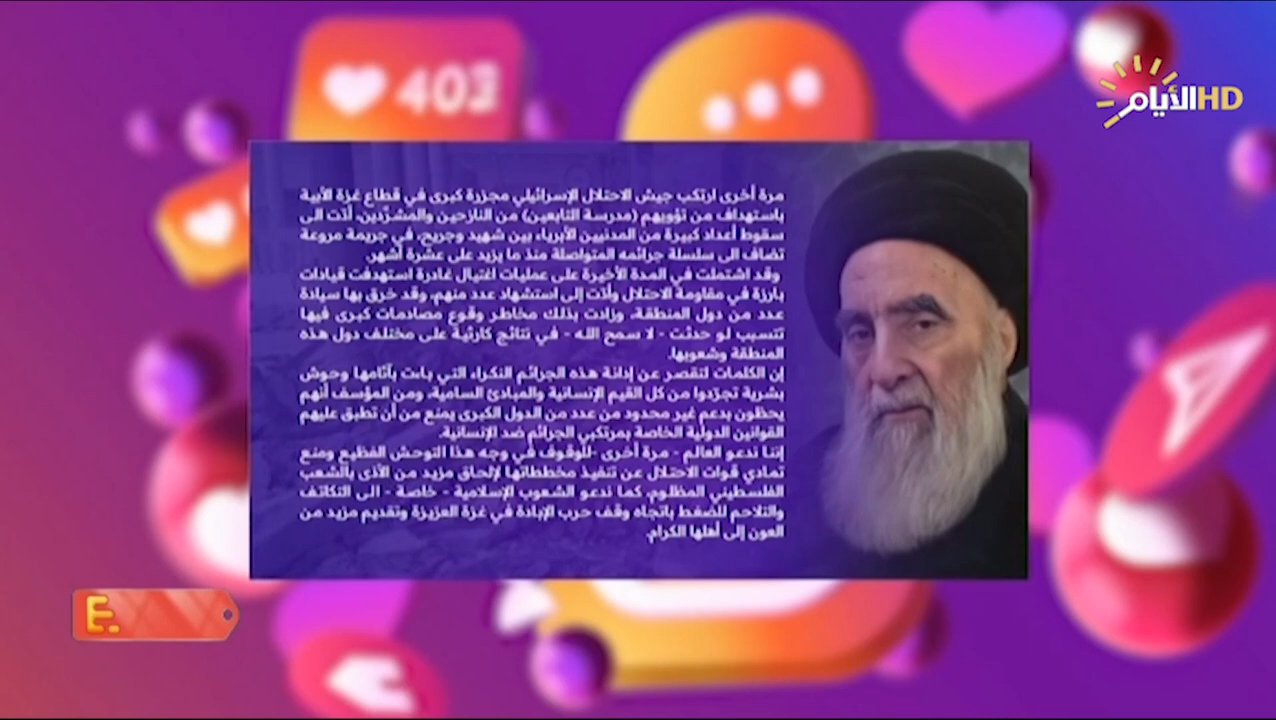 403
الأيام HD
مرة أخرى ارتكب جيش الاحتلال الإسرائيلي مجزرة كبرى في قطاع غزة الأبية
باستهداف من تؤويهم (مدرسة التابعين) من النازحين والمشرّدين، أدّت الى
سقوط أعداد كبيرة من المدنيين الأبرياء بين شهيد وجريح، في جريمة مروعة
تضاف الى سلسلة جرائمه المتواصلة منذ ما يزيد على عشرة أشهر.
وقد اشتملت في المدة الأخيرة على عمليات اغتيال غادرة استهدفت قيادات
بارزة في مقاومة الاحتلال وأدّت إلى استشهاد عدد منهم، وقد خرق بها سيادة
عدد من دول المنطقة، وزادت بذلك مخاطر وقوع مصادمات كبرى فيها
تتسبب لو حدثت - لا سمح الله - في نتائج كارثية على مختلف دول هذه
المنطقة وشعوبها.
إن الكلمات لتقصر عن إدانة هذه الجرائم النكراء التي باءت بآثامها وحوش
بشرية تجرّدوا من كل القيم الإنسانية والمبادئ السامية، ومن المؤسف أنهم
يحظون بدعم غير محدود من عدد من الدول الكبرى يمنع من أن تطبق عليهم
القوانين الدولية الخاصة بمرتكبي الجرائم ضد الإنسانية.
إننا ندعو العالم - مرة أخرى -للوقوف في وجه هذا التوحش الفظيع ومنع
تمادي قوات الاحتلال عن تنفيذ مخططاتها لإلحاق مزيد من الأذى بالشعب
الفلسطيني المظلوم، كما ندعو الشعوب الإسلامية - خاصة - الى التكاتف
والتلاحم للضغط باتجاه وقف حرب الإبادة في غزة العزيزة وتقديم مزيد من
العون إلى أهلها الكرام.
E.